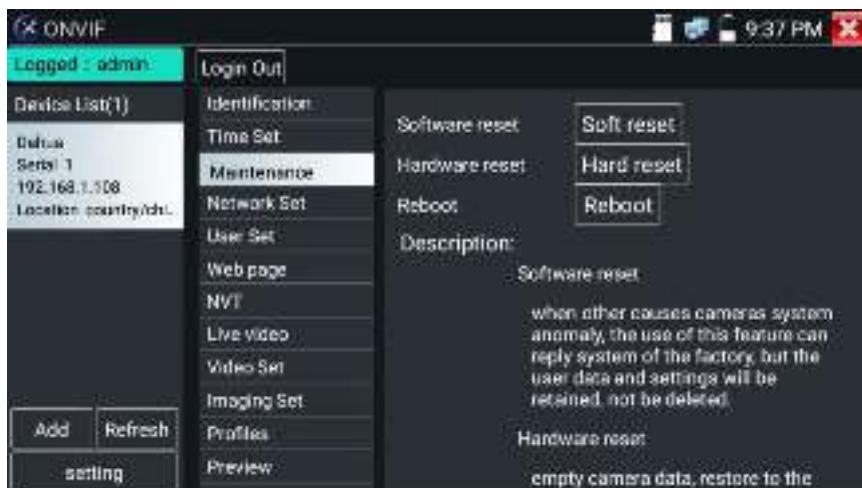 ONVIF
9:37 PM
Logged : admin
Login Out
Device List(1)
Dahua
Serial 1
192.168.1.108
Location country/chi..
Add
Refresh
setting
Identification
Time Set
Maintenance
Network Set
User Set
Web page
NVT
Live video
Video Set
Imaging Set
Profiles
Preview
Software reset
Soft reset
Hardware reset
Hard reset
Reboot
Reboot
Description:
Software reset
when other causes cameras system
anomaly, the use of this feature can
reply system of the factory, but the
user data and settings will be
retained, not be deleted.
Hardware reset
empty camera data, restore to the